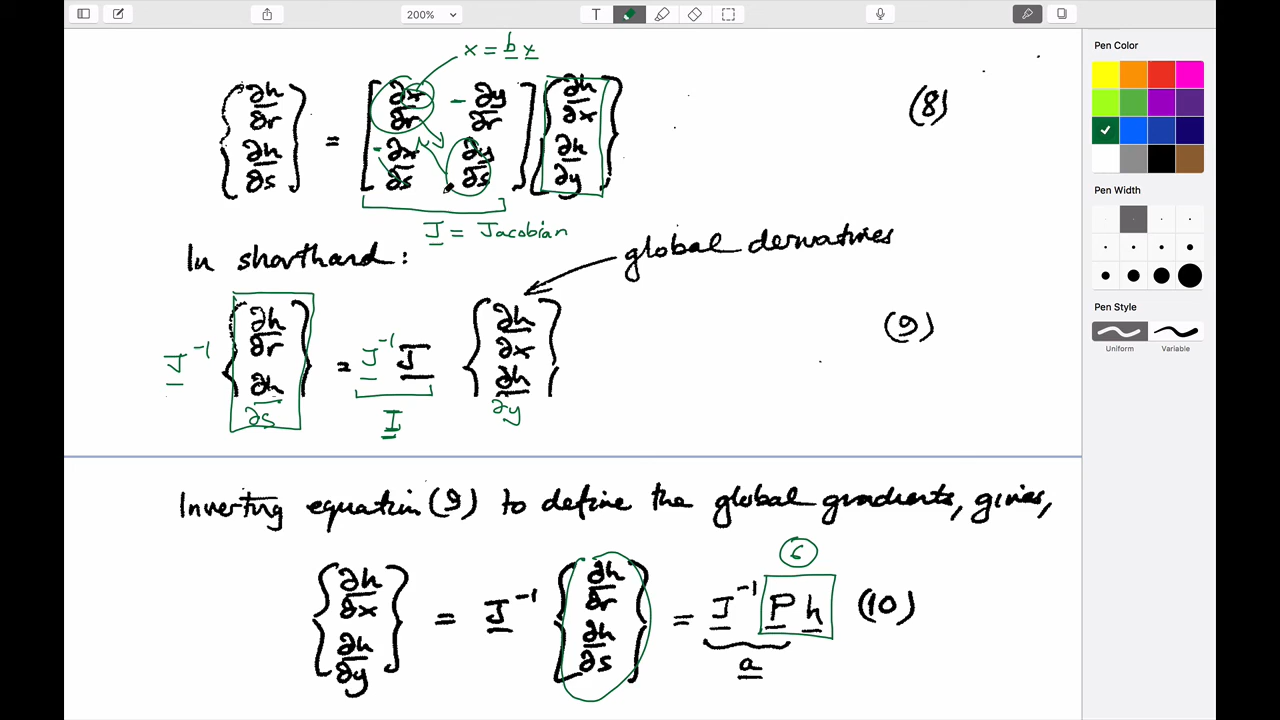 200%
T
x = b x
{∂h/∂r ∂h/∂s} = [∂x/∂r - ∂y/∂r - ∂x/∂s ∂y/∂s] {∂h/∂x ∂h/∂y} (8)
J = Jacobian
In shorthand:
global derivatives
J⁻¹ {∂h/∂r ∂h/∂s} = J⁻¹ J {∂h/∂x ∂h/∂y} (9)
I
Inverting equation (9) to define the global gradients, gives,
6
{∂h/∂x ∂h/∂y} = J⁻¹ {∂h/∂r ∂h/∂s} = J⁻¹ P h (10)
a
Pen Color
Pen Width
Pen Style
Uniform
Variable